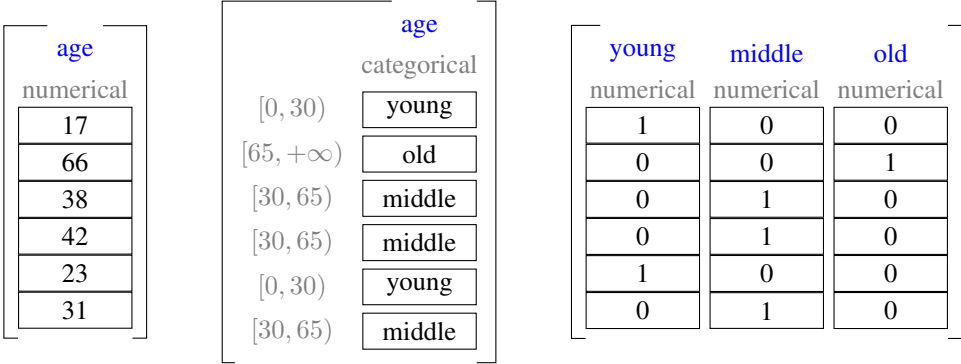 age
numerical
17
66
38
42
23
31
age
categorical
[0, 30) young
[65, +∞) old
[30, 65) middle
[30, 65) middle
[0, 30) young
[30, 65) middle
young middle old
numerical numerical numerical
1 0 0
0 0 1
0 1 0
0 1 0
1 0 0
0 1 0